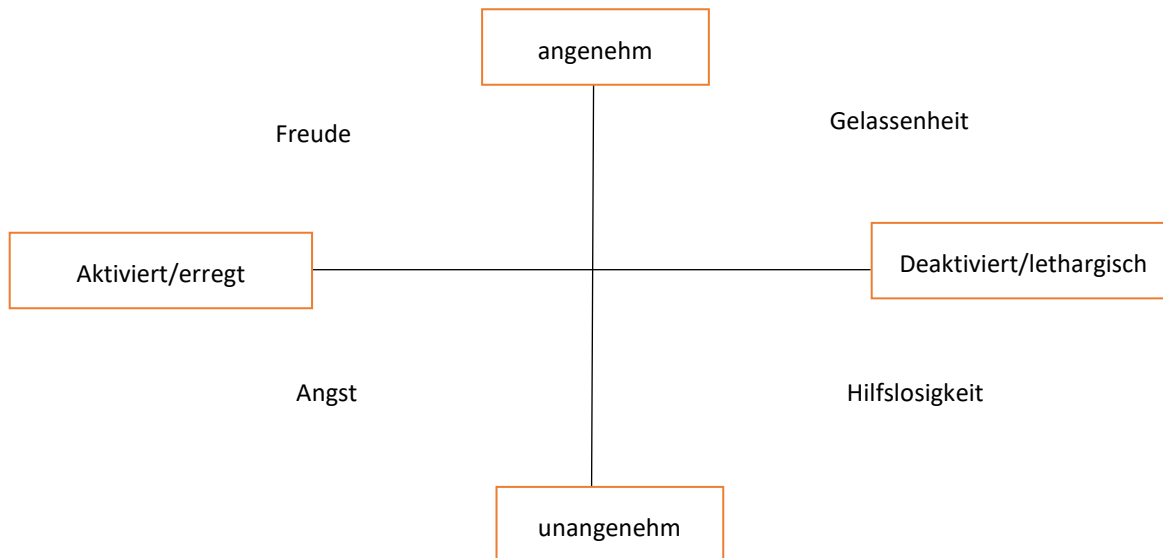 angenehm
Freude
Gelassenheit
Aktiviert/erregt
Deaktiviert/lethargisch
Angst
Hilfslosigkeit
unangenehm